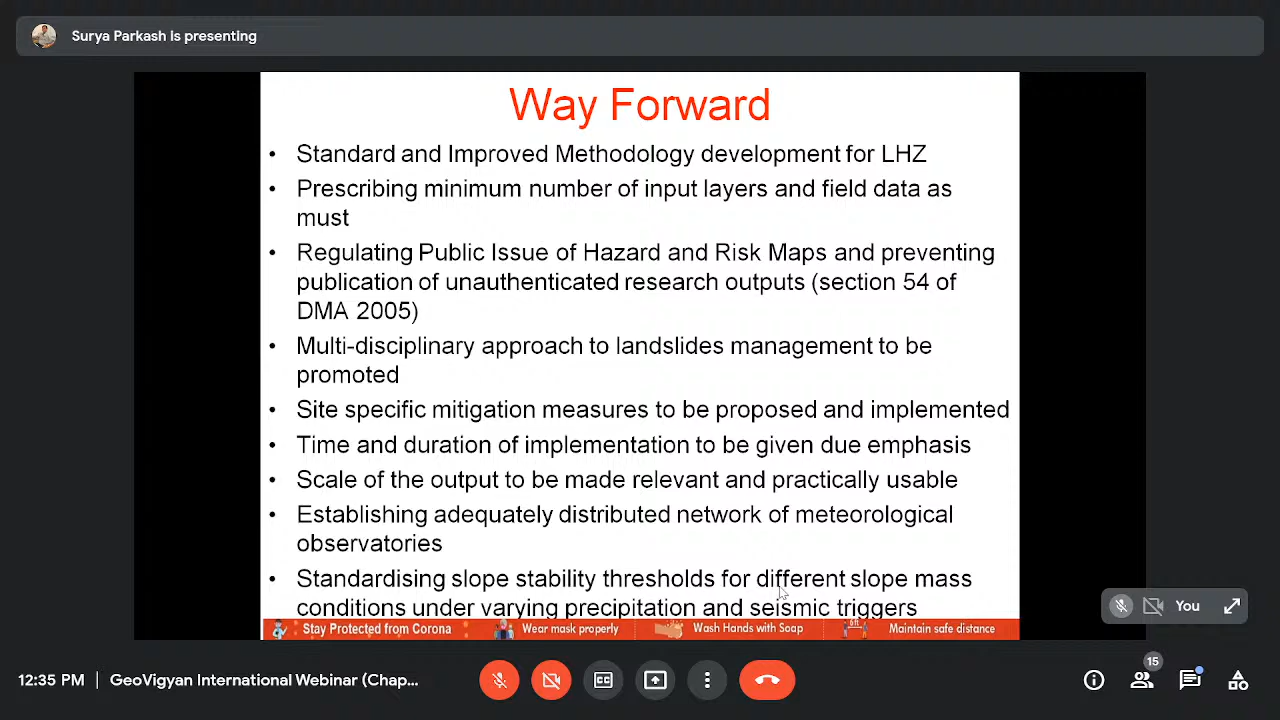 Surya Parkash is presenting
Way Forward
• Standard and Improved Methodology development for LHZ
• Prescribing minimum number of input layers and field data as
must
• Regulating Public Issue of Hazard and Risk Maps and preventing
publication of unauthenticated research outputs (section 54 of
DMA 2005)
• Multi-disciplinary approach to landslides management to be
promoted
• Site specific mitigation measures to be proposed and implemented
• Time and duration of implementation to be given due emphasis
• Scale of the output to be made relevant and practically usable
• Establishing adequately distributed network of meteorological
observatories
• Standardising slope stability thresholds for different slope mass
conditions under varying precipitation and seismic triggers
Stay Protected from Corona Wear mask properly Wash Hands with Soap 6ft Maintain safe distance
You
12:35 PM | GeoVigyan International Webinar (Chap...
CC
15